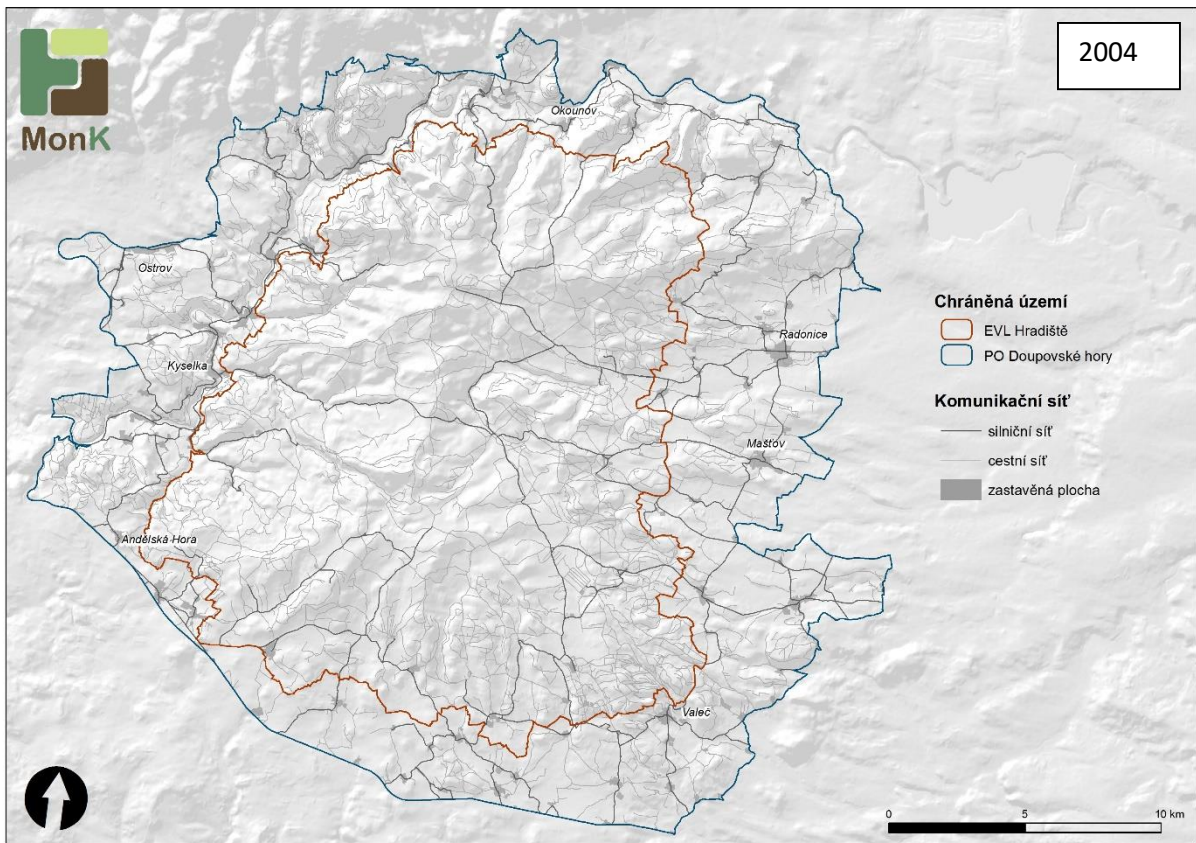 MonK
2004
Okounov
Ostrov
Kyselka
Radonice
Mašťov
Andělská Hora
Valeč
Chráněná území
EVL Hradiště
PO Doupovské hory
Komunikační síť
silniční síť
cestní síť
zastavěná plocha
0 5 10 km